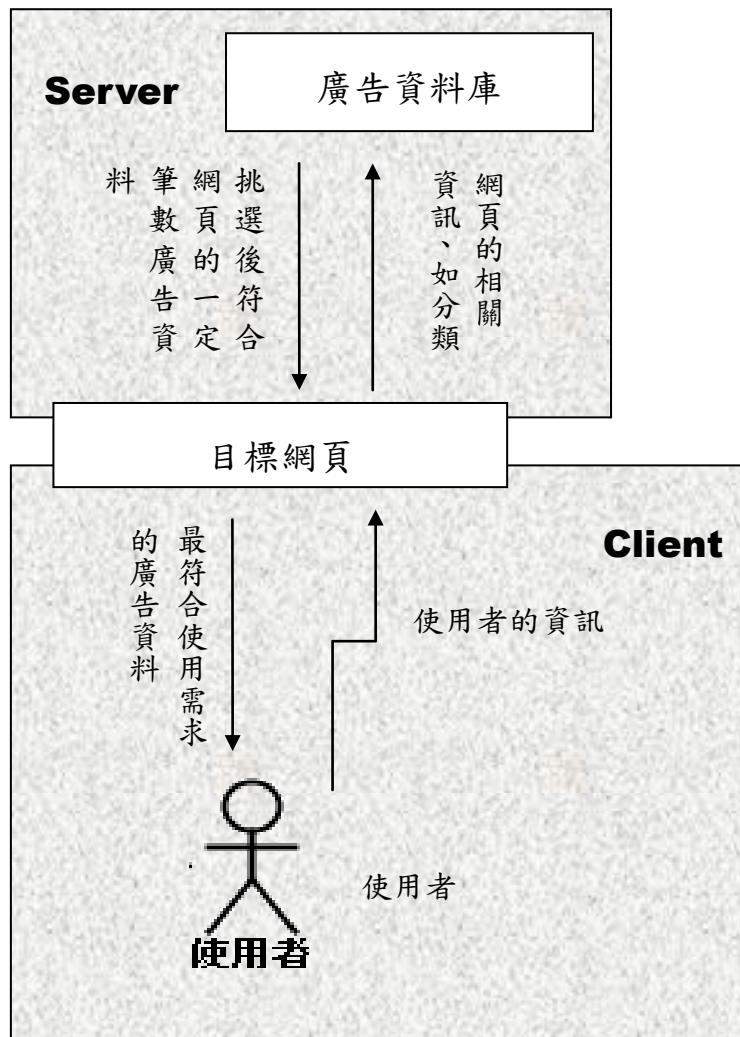 Server
廣告資料庫
挑選後符合
網頁的一定
筆數廣告資
料
網頁的相關
資訊、如分類
目標網頁
Client
最符合使用需求
的廣告資料
使用者的資訊
使用者
使用者